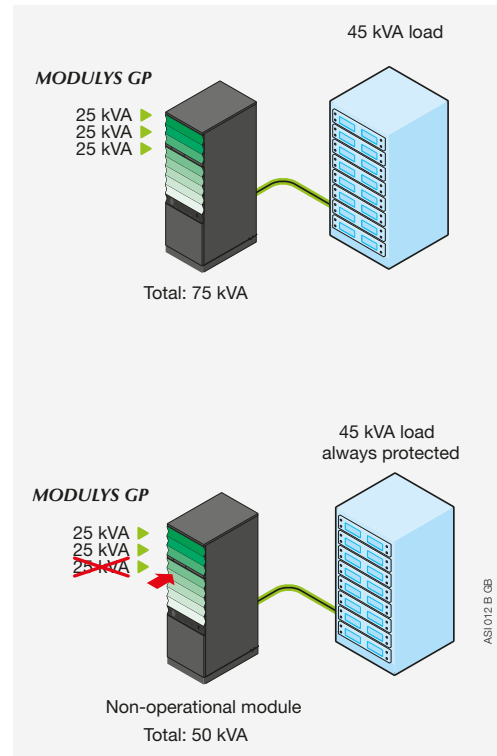 45 kVA load
MODULYS GP
25 kVA
25 kVA
25 kVA
Total: 75 kVA
45 kVA load
always protected
MODULYS GP
25 kVA
25 kVA
25 kVA
Non-operational module
Total: 50 kVA
ASI 012 B GB